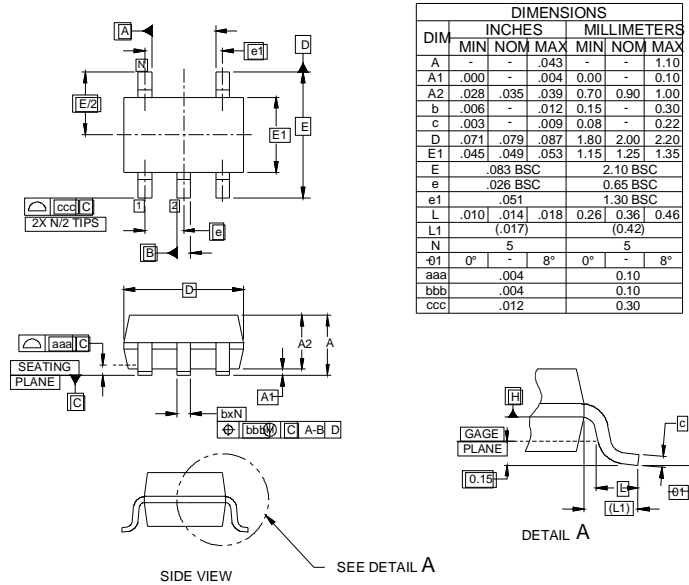 A
e1
D
N
E/2
E1
E
1
2
ccc C
2X N/2 TIPS
e
B
D
A2 A
aaa C
SEATING
PLANE
C
A1
bxN
bbb M C A-B D
SIDE VIEW
SEE DETAIL A
DIMENSIONS
DIM INCHES MILLIMETERS
MIN NOM MAX MIN NOM MAX
A - - .043 - - 1.10
A1 .000 - .004 0.00 - 0.10
A2 .028 .035 .039 0.70 0.90 1.00
b .006 - .012 0.15 - 0.30
c .003 - .009 0.08 - 0.22
D .071 .079 .087 1.80 2.00 2.20
E1 .045 .049 .053 1.15 1.25 1.35
E .083 BSC 2.10 BSC
e .026 BSC 0.65 BSC
e1 .051 1.30 BSC
L .010 .014 .018 0.26 0.36 0.46
L1 (.017) (0.42)
N 5 5
θ1 0° - 8° 0° - 8°
aaa .004 0.10
bbb .004 0.10
ccc .012 0.30
H
GAGE
PLANE
0.15
c
L
(L1)
θ1
DETAIL A